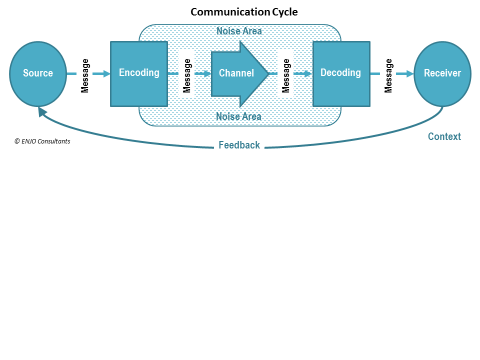 Communication Cycle
Noise Area
Source
Message
Encoding
Message
Channel
Message
Decoding
Message
Receiver
Noise Area
Context
© ENJO Consultants
Feedback